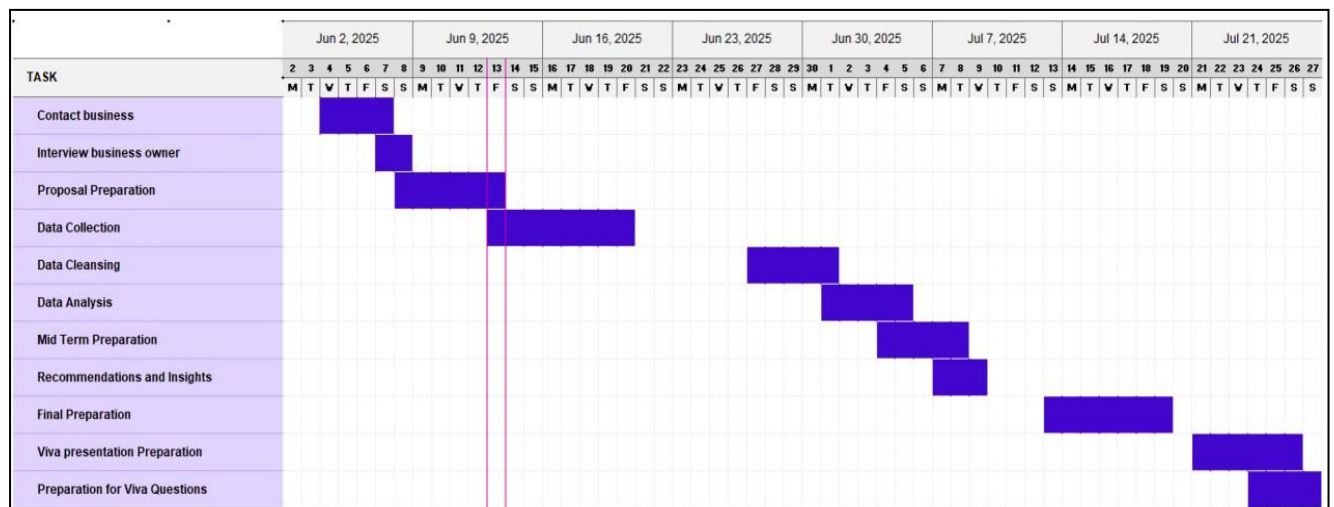 Jun 2, 2025 Jun 9, 2025 Jun 16, 2025 Jun 23, 2025 Jun 30, 2025 Jul 7, 2025 Jul 14, 2025 Jul 21, 2025
2 3 4 5 6 7 8 9 10 11 12 13 14 15 16 17 18 19 20 21 22 23 24 25 26 27 28 29 30 1 2 3 4 5 6 7 8 9 10 11 12 13 14 15 16 17 18 19 20 21 22 23 24 25 26 27
TASK
M T W T F S S M T W T F S S M T W T F S S M T W T F S S M T W T F S S M T W T F S S M T W T F S S M T W T F S S
Contact business
Interview business owner
Proposal Preparation
Data Collection
Data Cleansing
Data Analysis
Mid Term Preparation
Recommendations and Insights
Final Preparation
Viva presentation Preparation
Preparation for Viva Questions